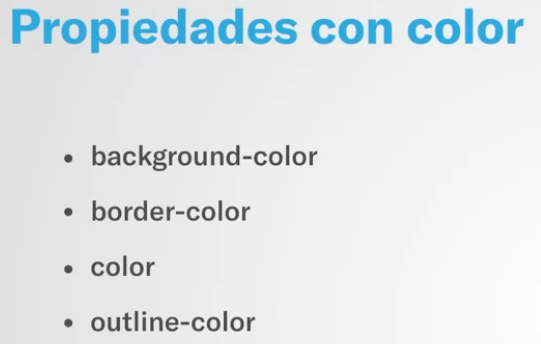 Propiedades con color
• background-color
• border-color
• color
• outline-color